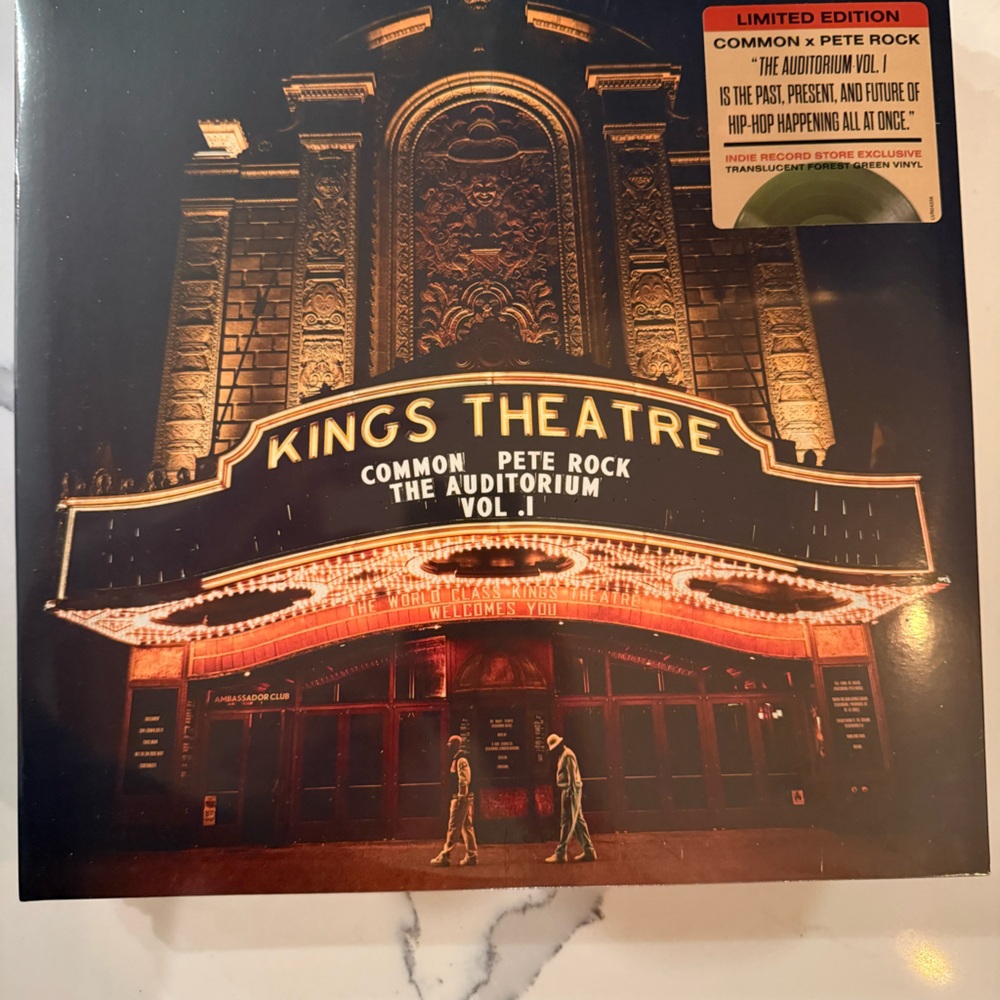 LIMITED EDITION
COMMON x PETE ROCK
“THE AUDITORIUM VOL. I
IS THE PAST, PRESENT, AND FUTURE OF
HIP-HOP HAPPENING ALL AT ONCE.”
INDIE RECORD STORE EXCLUSIVE
TRANSLUCENT FOREST GREEN VINYL
KINGS THEATRE
COMMON PETE ROCK
THE AUDITORIUM
VOL .I
THE WORLD CLASS KINGS THEATRE
WELCOMES YOU
AMBASSADOR CLUB